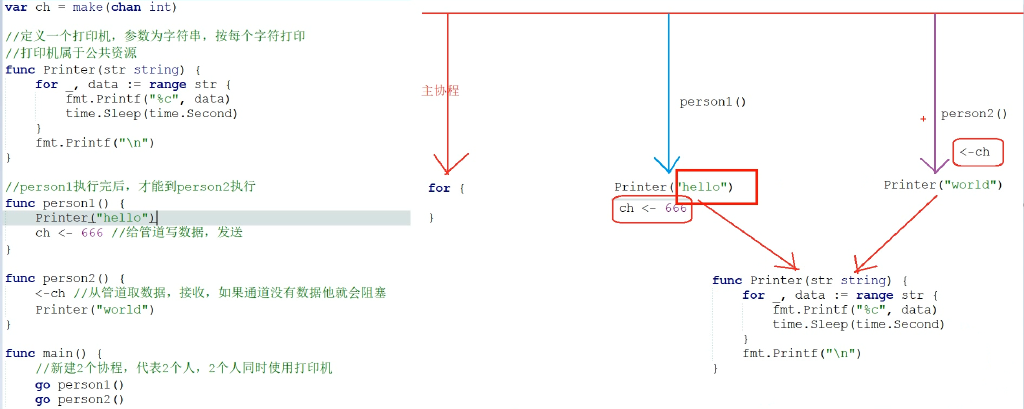 var ch = make(chan int)
//定义一个打印机，参数为字符串，按每个字符打印
//打印机属于公共资源
func Printer(str string) {
for _, data := range str {
fmt.Printf("%c", data)
time.Sleep(time.Second)
}
fmt.Printf("\n")
}
//person1执行完后，才能到person2执行
func person1() {
Printer("hello")
ch <- 666 //给管道写数据，发送
}
func person2() {
<-ch //从管道取数据，接收，如果通道没有数据他就会阻塞
Printer("world")
}
func main() {
//新建2个协程，代表2个人，2个人同时使用打印机
go person1()
go person2()
主协程
for {
}
person1()
Printer("hello")
ch <- 666
person2()
<-ch
Printer("world")
func Printer(str string) {
for _, data := range str {
fmt.Printf("%c", data)
time.Sleep(time.Second)
}
fmt.Printf("\n")
}